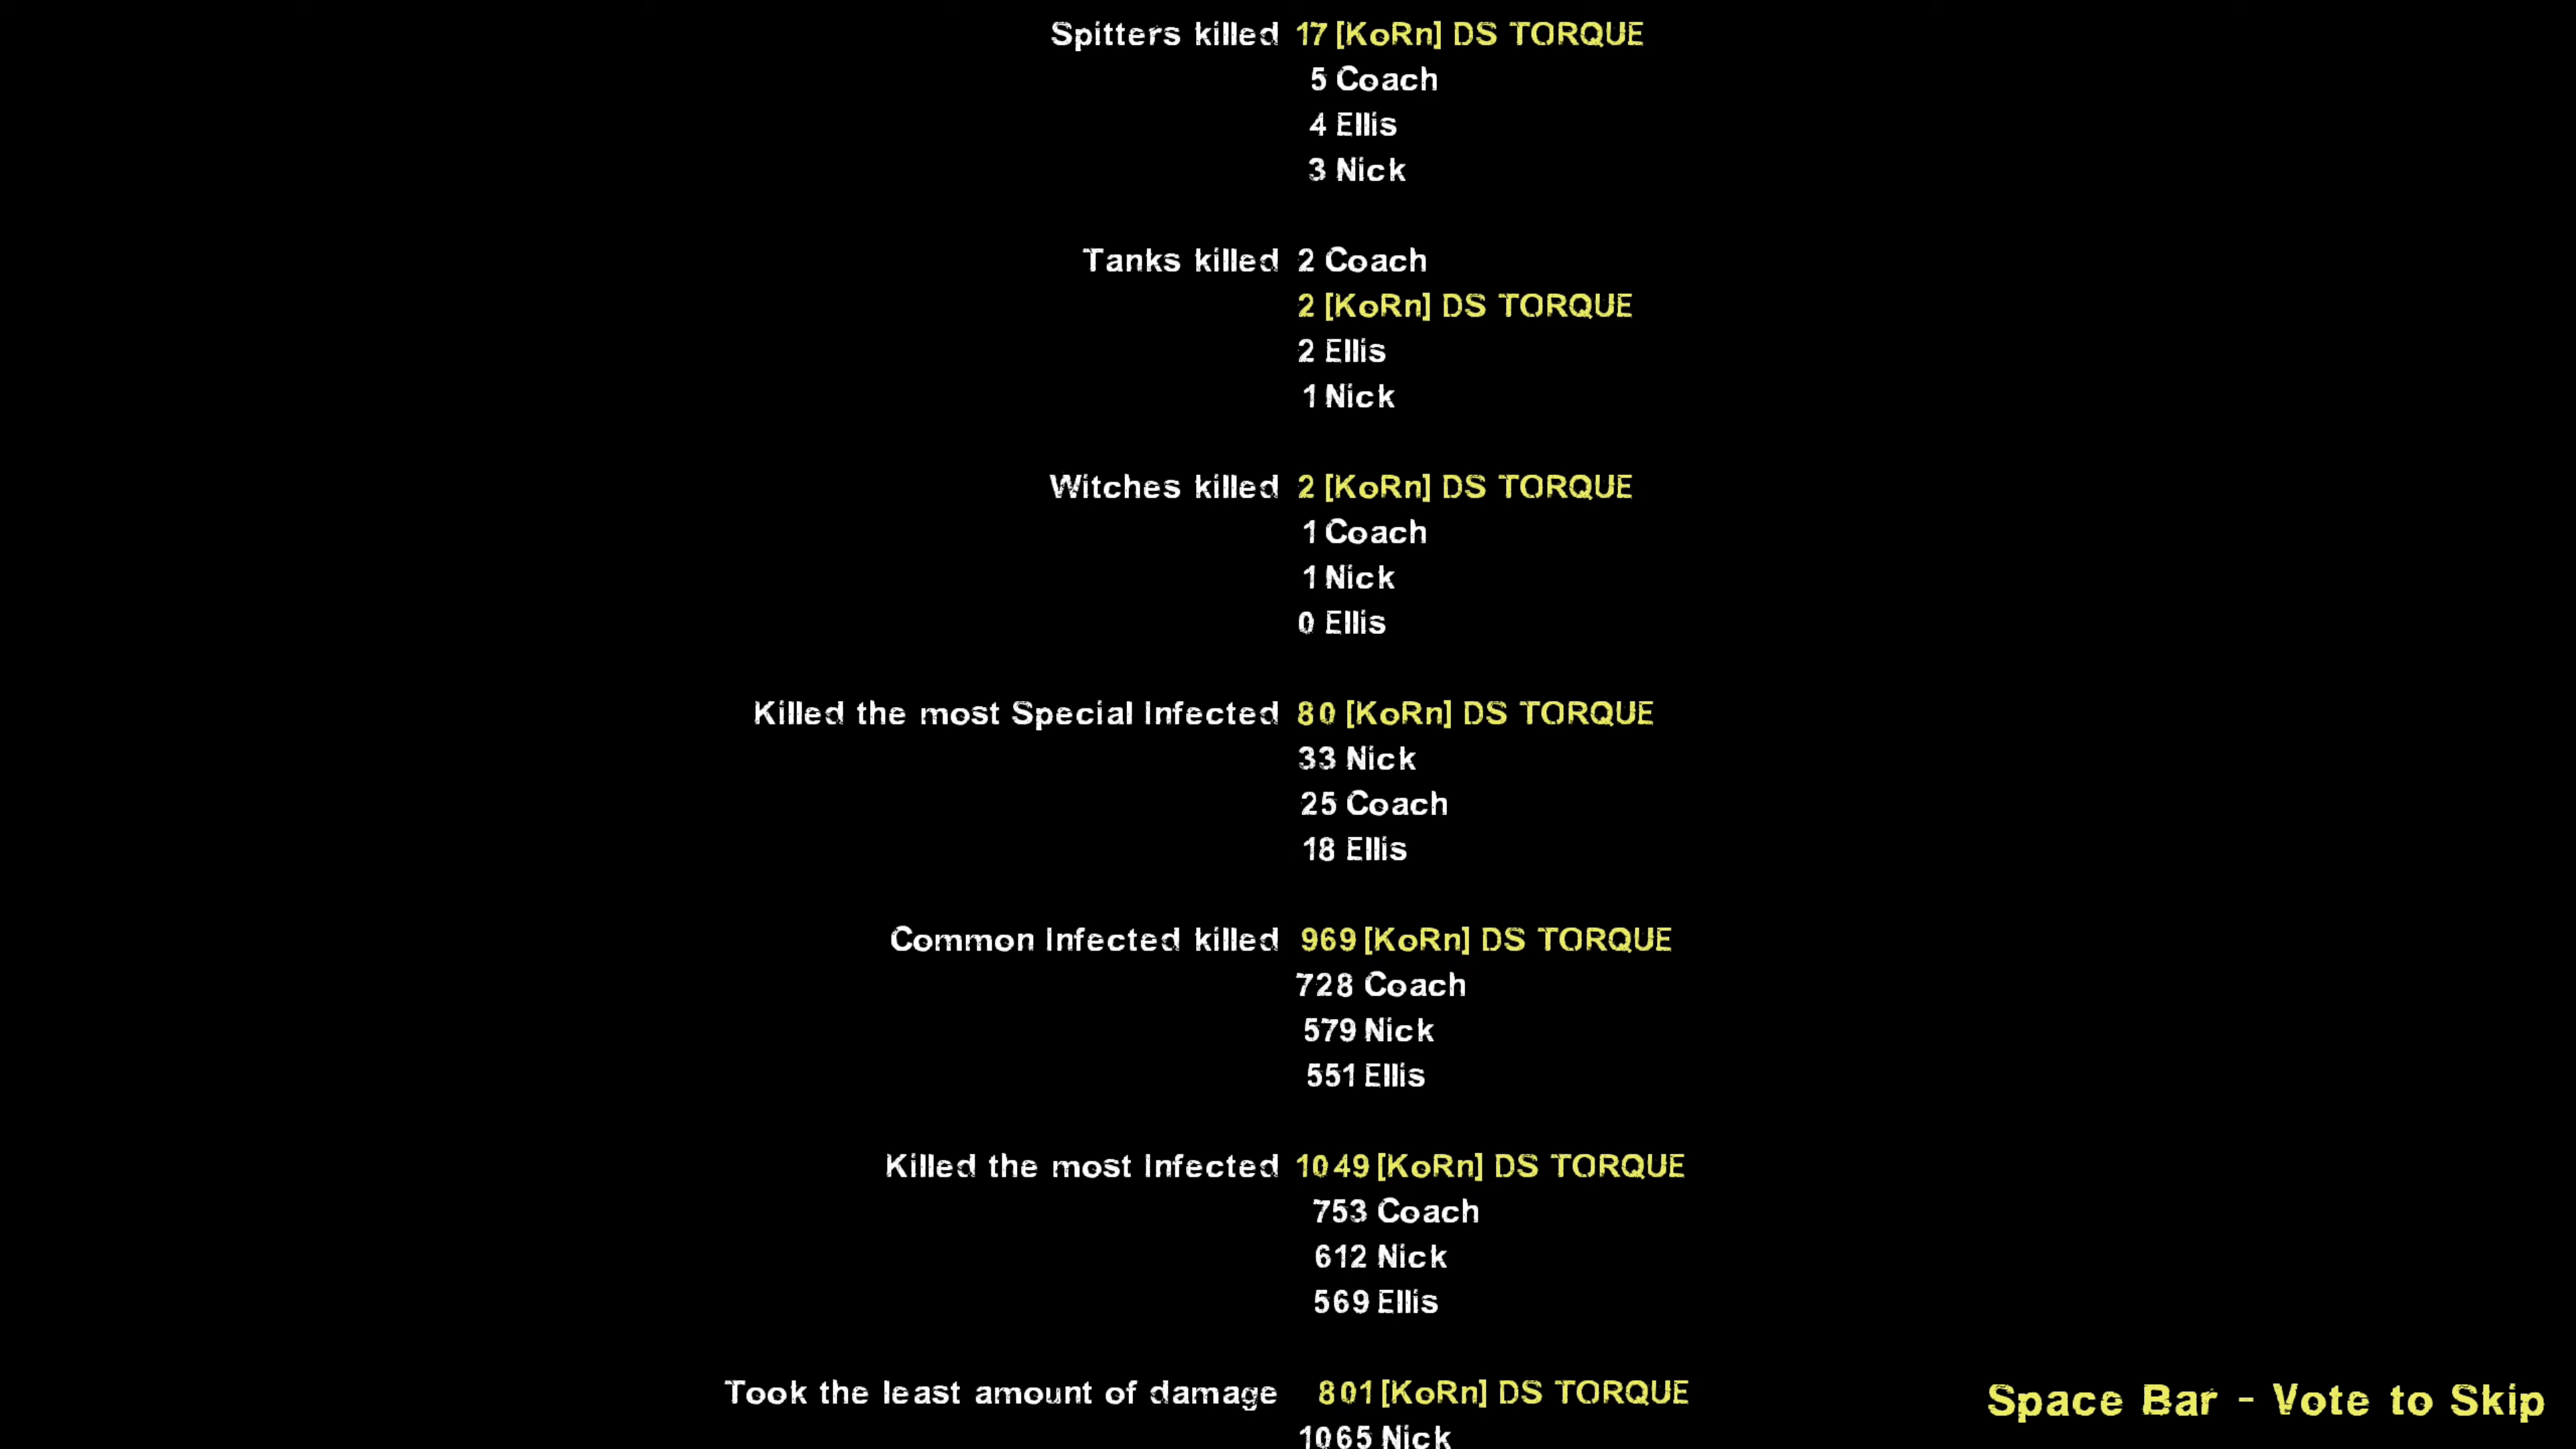 Spitters killed 17 [KoRn] DS TORQUE
5 Coach
4 Ellis
3 Nick
Tanks killed 2 Coach
2 [KoRn] DS TORQUE
2 Ellis
1 Nick
Witches killed 2 [KoRn] DS TORQUE
1 Coach
1 Nick
0 Ellis
Killed the most Special Infected 80 [KoRn] DS TORQUE
33 Nick
25 Coach
18 Ellis
Common Infected killed 969 [KoRn] DS TORQUE
728 Coach
579 Nick
551 Ellis
Killed the most Infected 1049 [KoRn] DS TORQUE
753 Coach
612 Nick
569 Ellis
Took the least amount of damage 801 [KoRn] DS TORQUE
1065 Nick
Space Bar - Vote to Skip